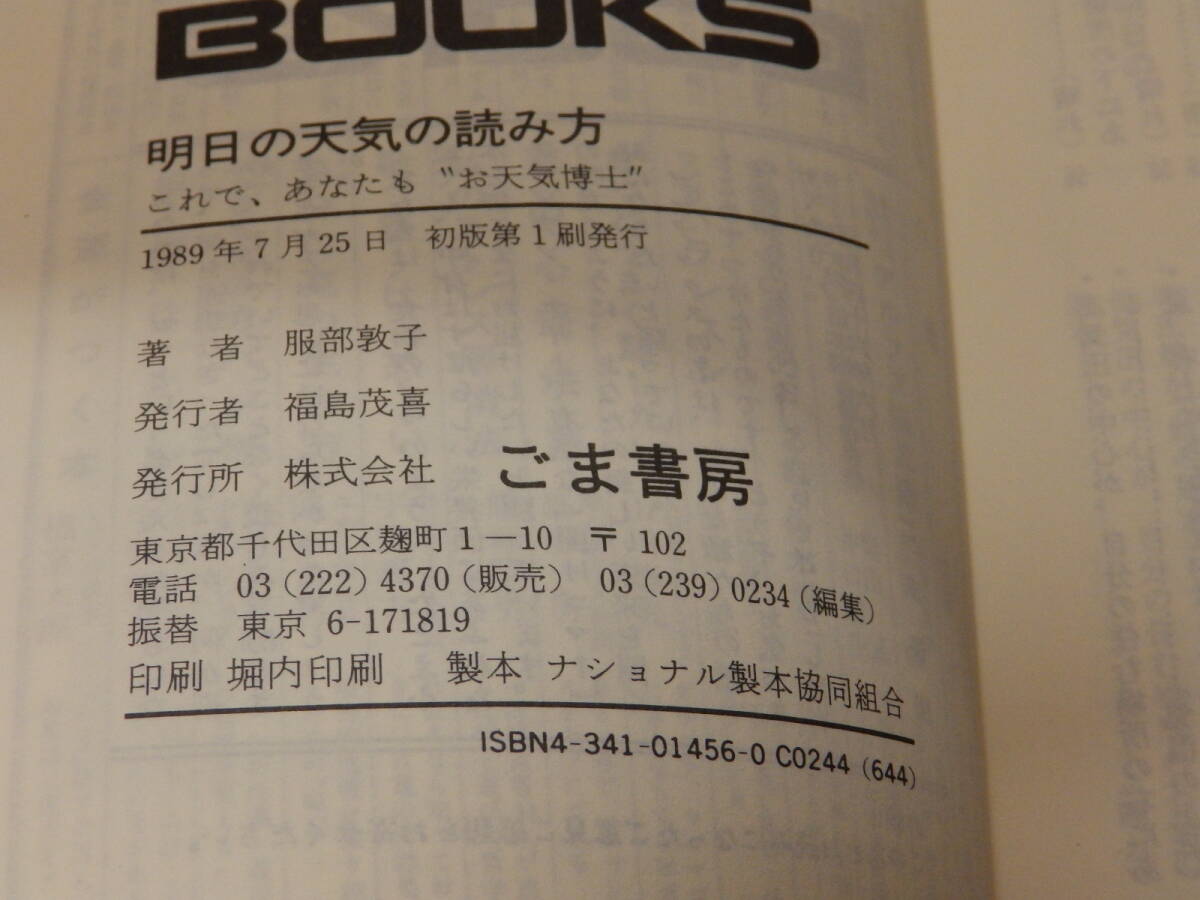 BOOKS
明日の天気の読み方
これで、あなたも〝お天気博士〟
1989年7月25日 初版第1刷発行
著 者 服部敦子
発行者 福島茂喜
発行所 株式会社 ごま書房
東京都千代田区麹町1―10 〒102
電話 03(222)4370(販売) 03(239)0234(編集)
振替 東京 6-171819
印刷 堀内印刷 製本 ナショナル製本協同組合
ISBN4-341-01456-0 C0244 (644)